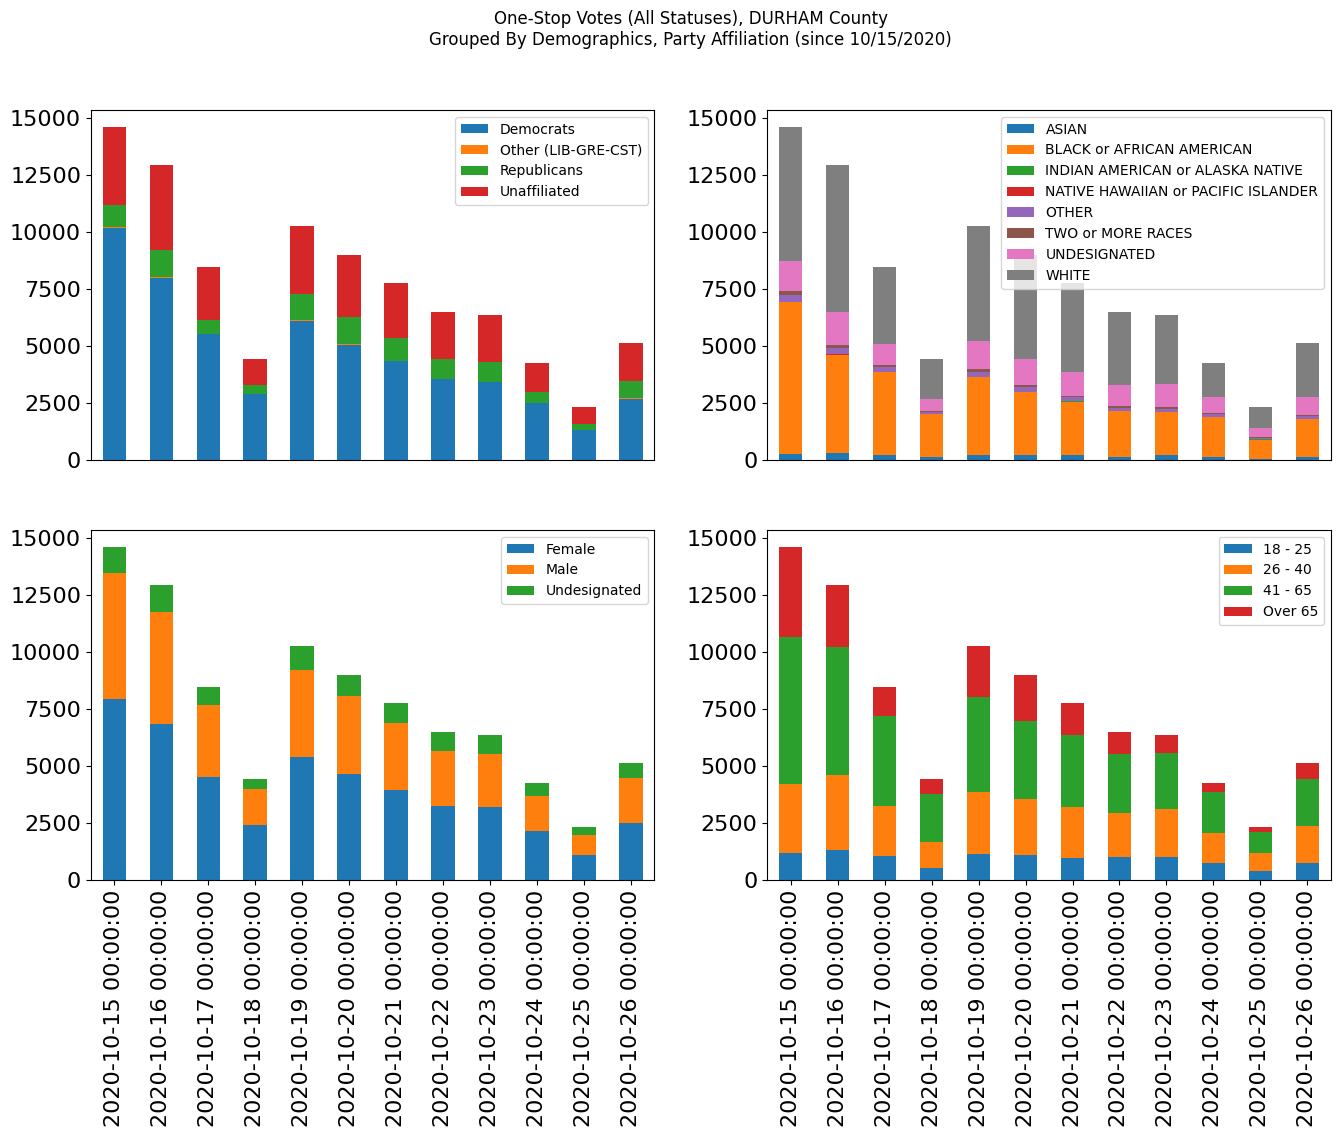 One-Stop Votes (All Statuses), DURHAM County
Grouped By Demographics, Party Affiliation (since 10/15/2020)
15000
12500
10000
7500
5000
2500
0
Democrats
Other (LIB-GRE-CST)
Republicans
Unaffiliated
15000
12500
10000
7500
5000
2500
0
ASIAN
BLACK or AFRICAN AMERICAN
INDIAN AMERICAN or ALASKA NATIVE
NATIVE HAWAIIAN or PACIFIC ISLANDER
OTHER
TWO or MORE RACES
UNDESIGNATED
WHITE
15000
12500
10000
7500
5000
2500
0
Female
Male
Undesignated
2020-10-15 00:00:00
2020-10-16 00:00:00
2020-10-17 00:00:00
2020-10-18 00:00:00
2020-10-19 00:00:00
2020-10-20 00:00:00
2020-10-21 00:00:00
2020-10-22 00:00:00
2020-10-23 00:00:00
2020-10-24 00:00:00
2020-10-25 00:00:00
2020-10-26 00:00:00
15000
12500
10000
7500
5000
2500
0
18 - 25
26 - 40
41 - 65
Over 65
2020-10-15 00:00:00
2020-10-16 00:00:00
2020-10-17 00:00:00
2020-10-18 00:00:00
2020-10-19 00:00:00
2020-10-20 00:00:00
2020-10-21 00:00:00
2020-10-22 00:00:00
2020-10-23 00:00:00
2020-10-24 00:00:00
2020-10-25 00:00:00
2020-10-26 00:00:00